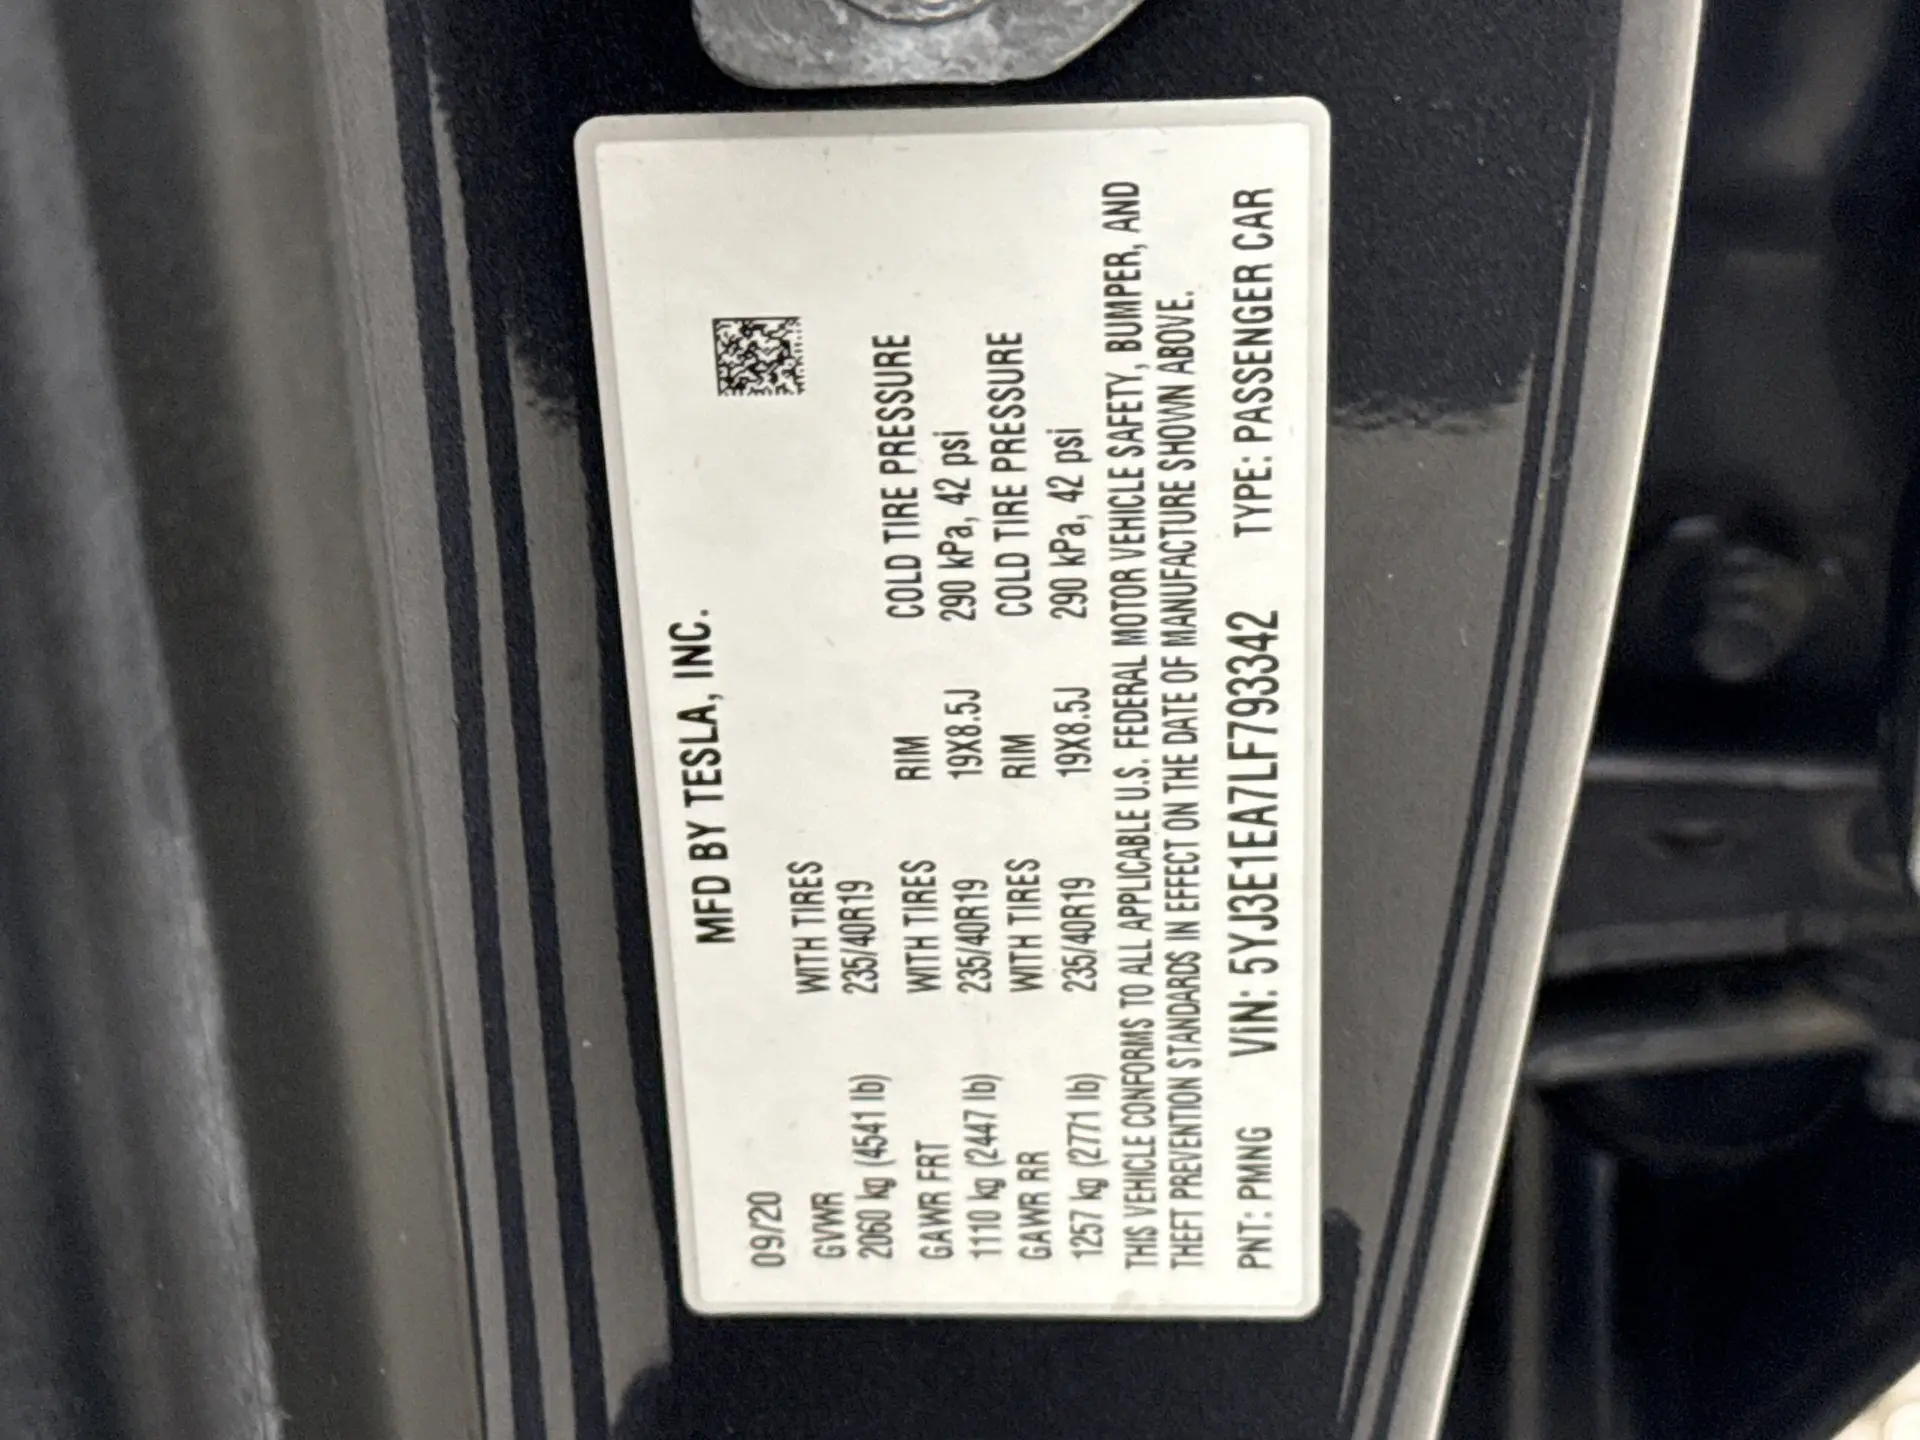 MFD BY TESLA, INC.
09/20
GVWR WITH TIRES
2060 kg (4541 lb) 235/40R19
GAWR FRT WITH TIRES RIM COLD TIRE PRESSURE
1110 kg (2447 lb) 235/40R19 19X8.5J 290 kPa, 42 psi
GAWR RR WITH TIRES RIM COLD TIRE PRESSURE
1257 kg (2771 lb) 235/40R19 19X8.5J 290 kPa, 42 psi
THIS VEHICLE CONFORMS TO ALL APPLICABLE U.S. FEDERAL MOTOR VEHICLE SAFETY, BUMPER, AND
THEFT PREVENTION STANDARDS IN EFFECT ON THE DATE OF MANUFACTURE SHOWN ABOVE.
PNT: PMNG VIN: 5YJ3E1EA7LF793342 TYPE: PASSENGER CAR